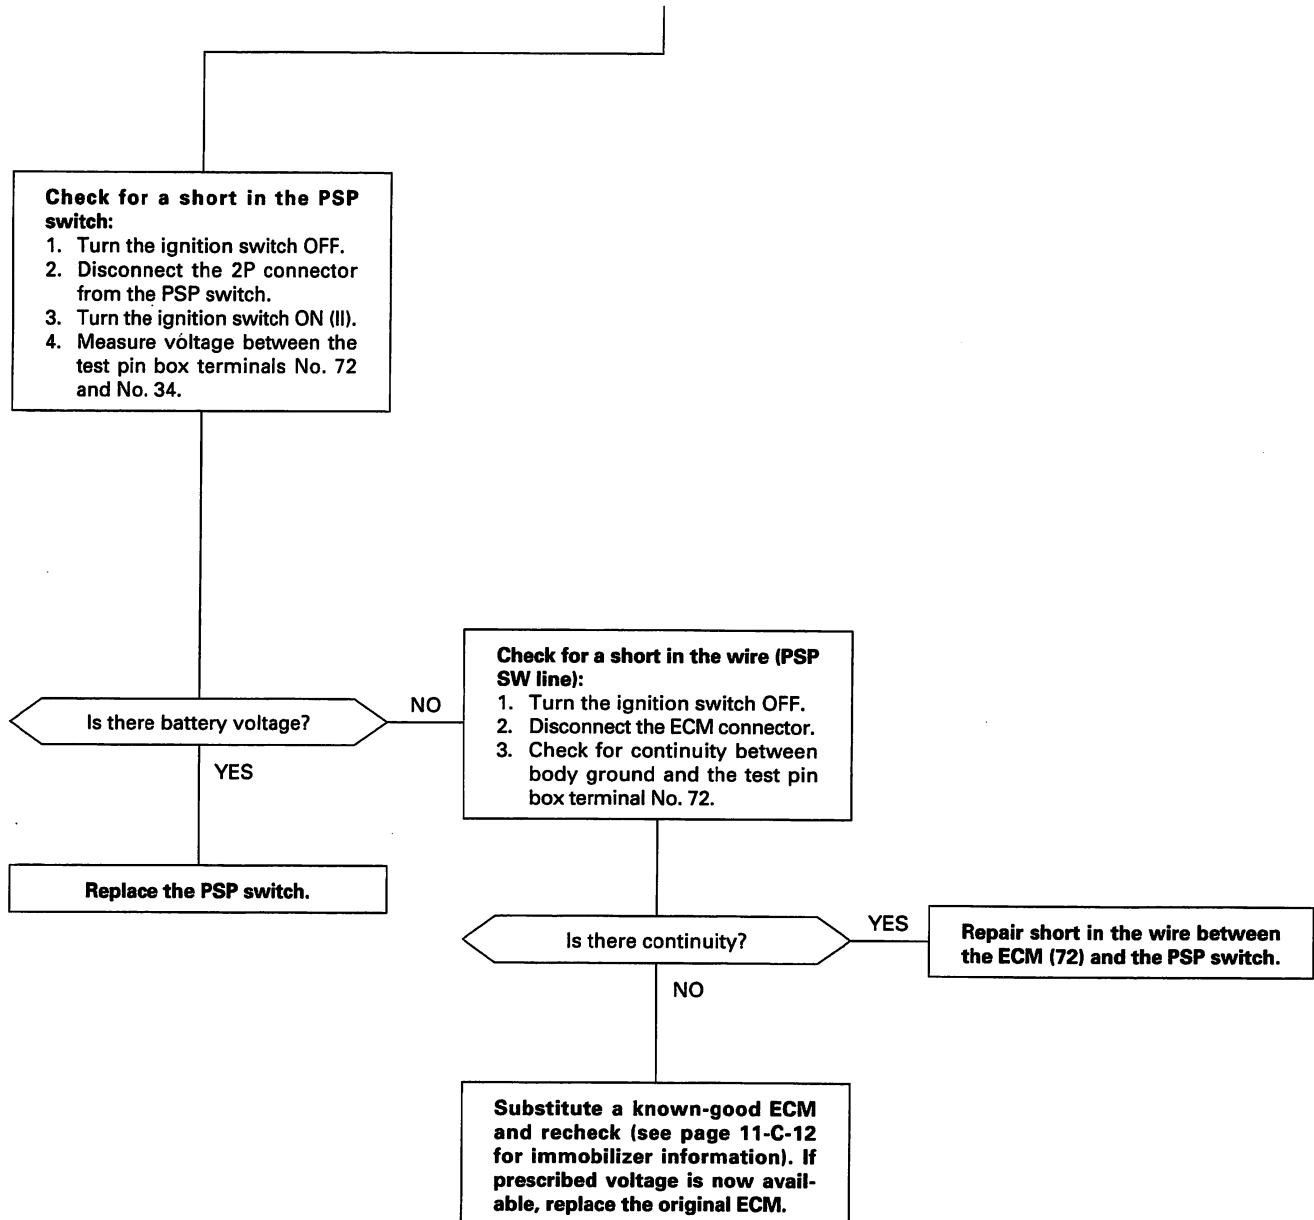 Check for a short in the PSP
switch:
1. Turn the ignition switch OFF.
2. Disconnect the 2P connector
from the PSP switch.
3. Turn the ignition switch ON (II).
4. Measure voltage between the
test pin box terminals No. 72
and No. 34.
Is there battery voltage?
NO
YES
Replace the PSP switch.
Check for a short in the wire (PSP
SW line):
1. Turn the ignition switch OFF.
2. Disconnect the ECM connector.
3. Check for continuity between
body ground and the test pin
box terminal No. 72.
Is there continuity?
YES
NO
Repair short in the wire between
the ECM (72) and the PSP switch.
Substitute a known-good ECM
and recheck (see page 11-C-12
for immobilizer information). If
prescribed voltage is now avail-
able, replace the original ECM.